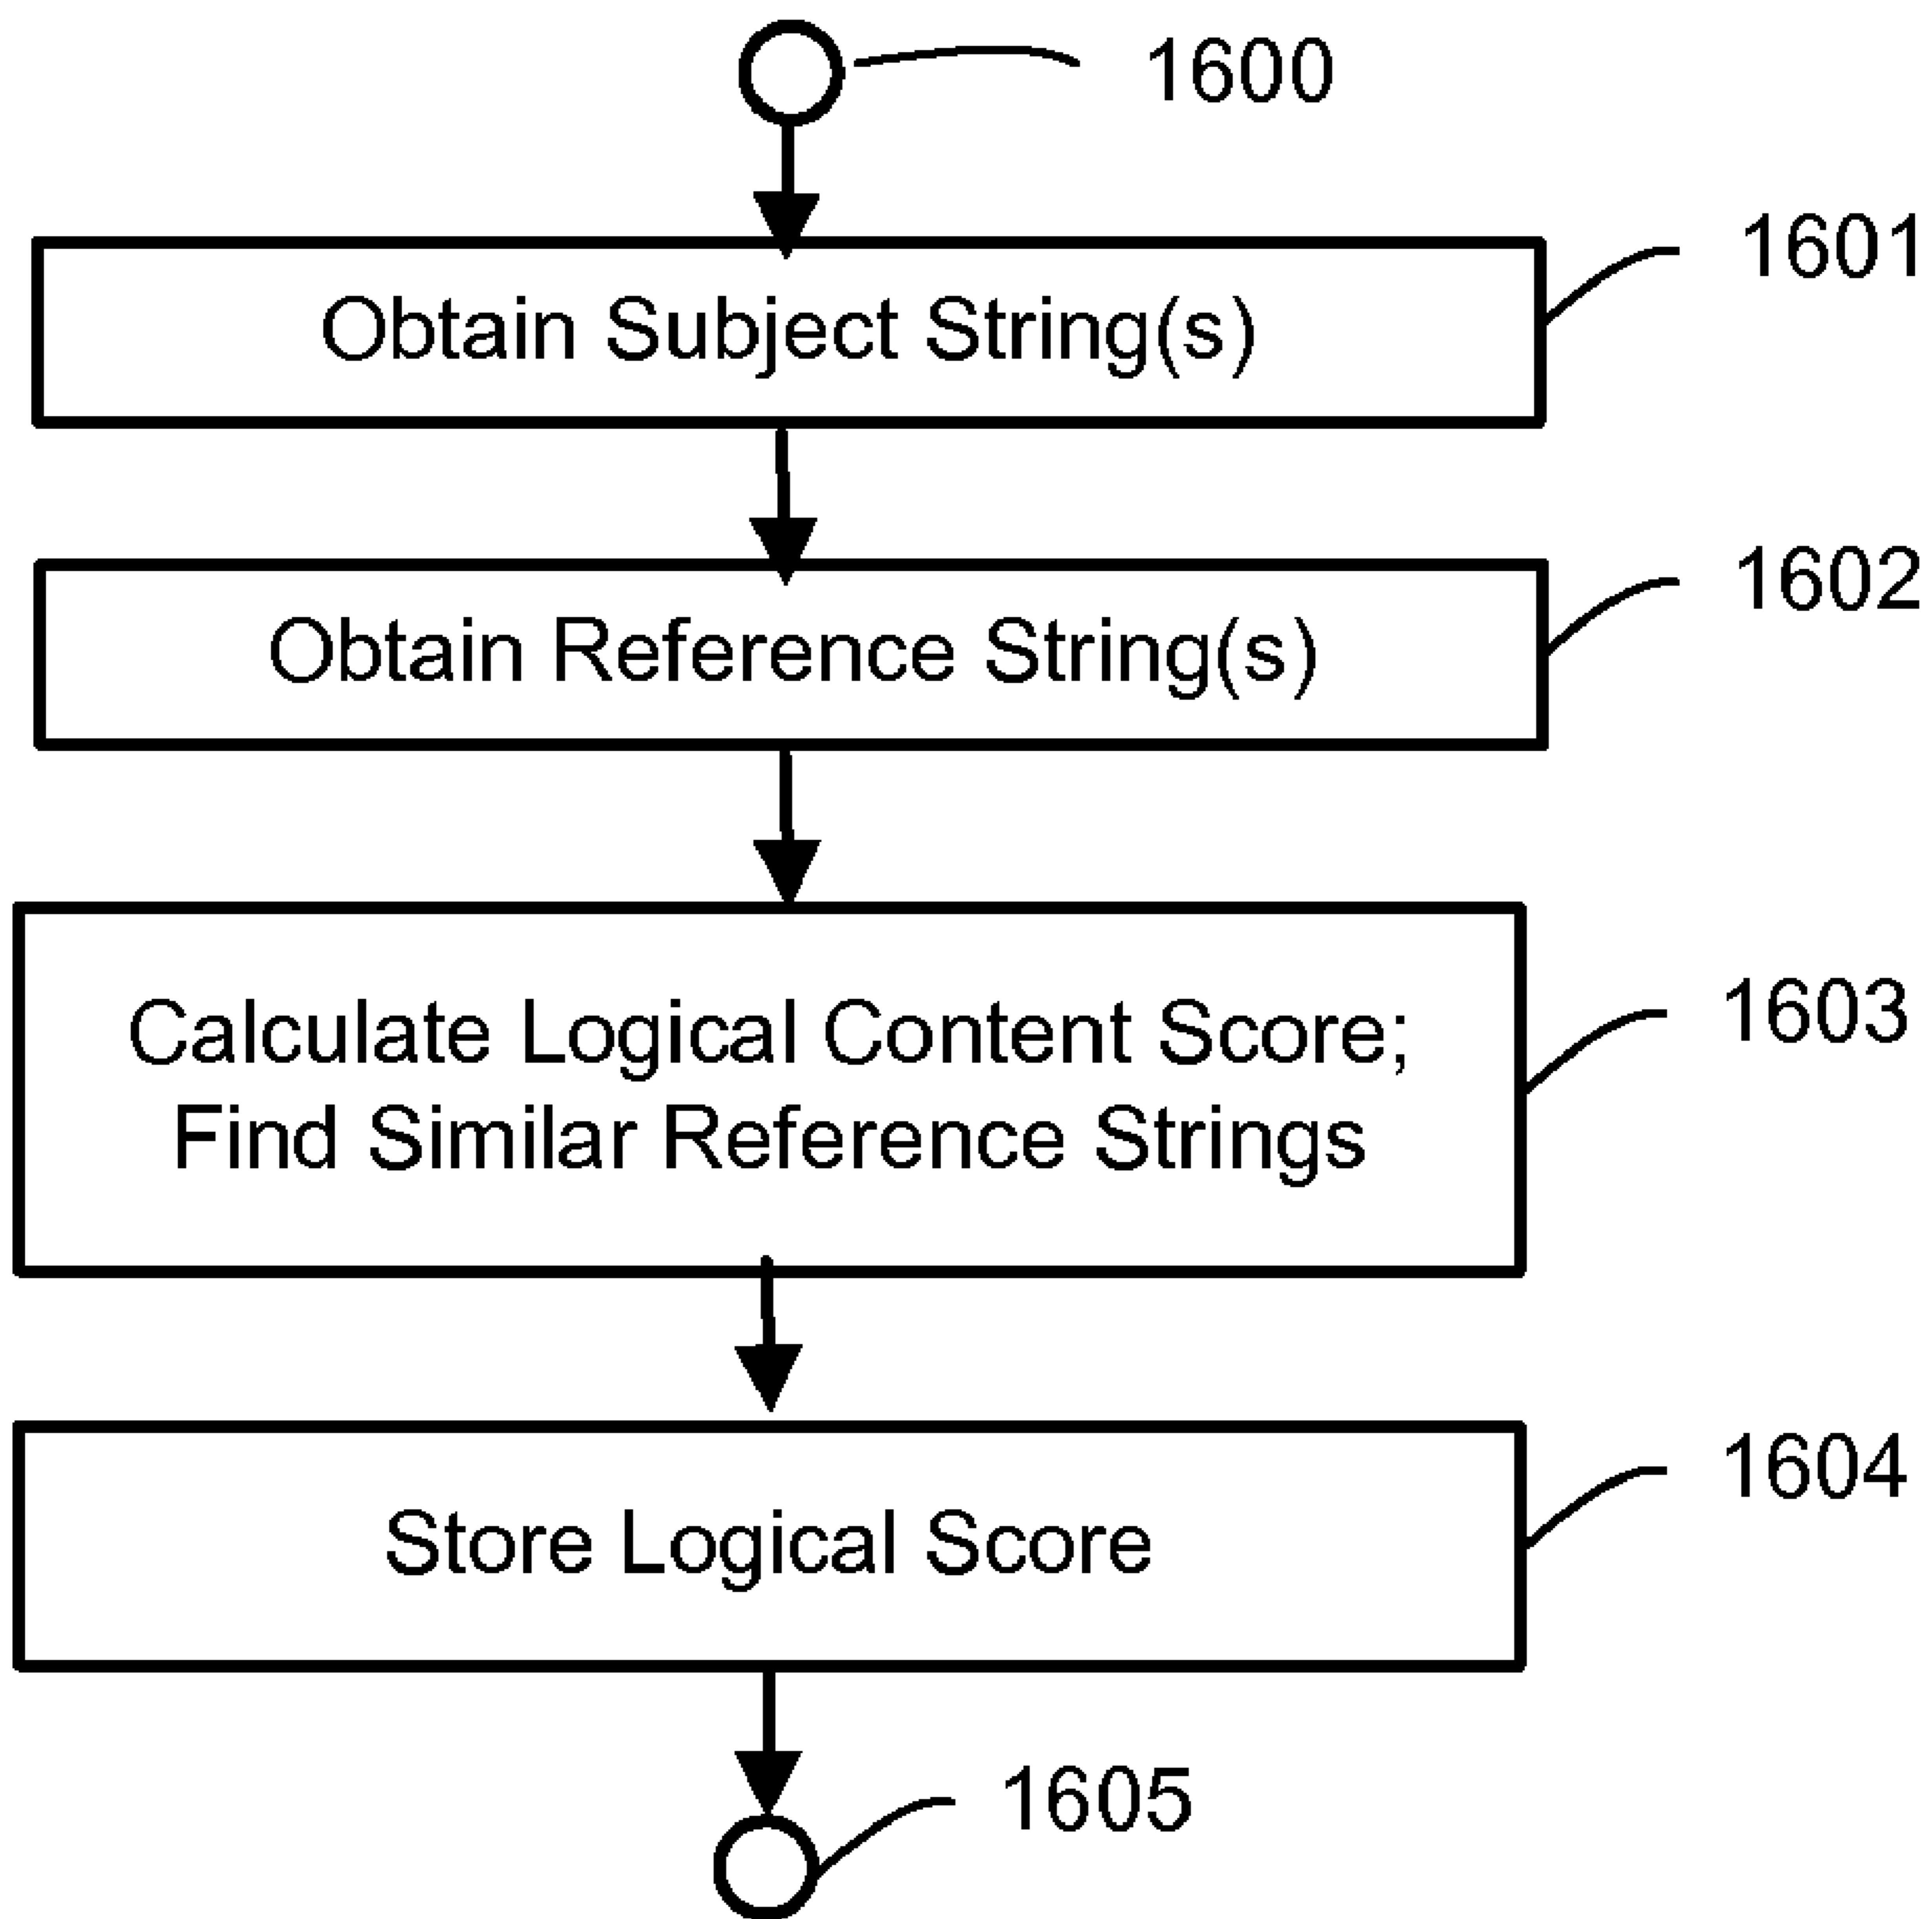 1600
1601
Obtain Subject String(s)
1602
Obtain Reference String(s)
1603
Calculate Logical Content Score;
Find Similar Reference Strings
1604
Store Logical Score
1605